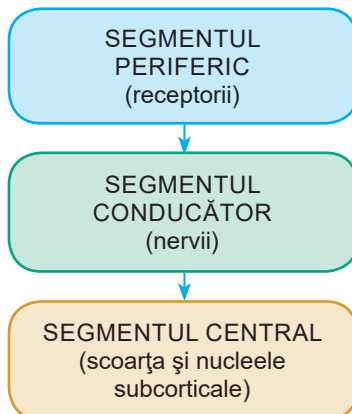 SEGMENTUL
PERIFERIC
(receptorii)
SEGMENTUL
CONDUCĂTOR
(nervii)
SEGMENTUL CENTRAL
(scoarţa şi nucleele
subcorticale)